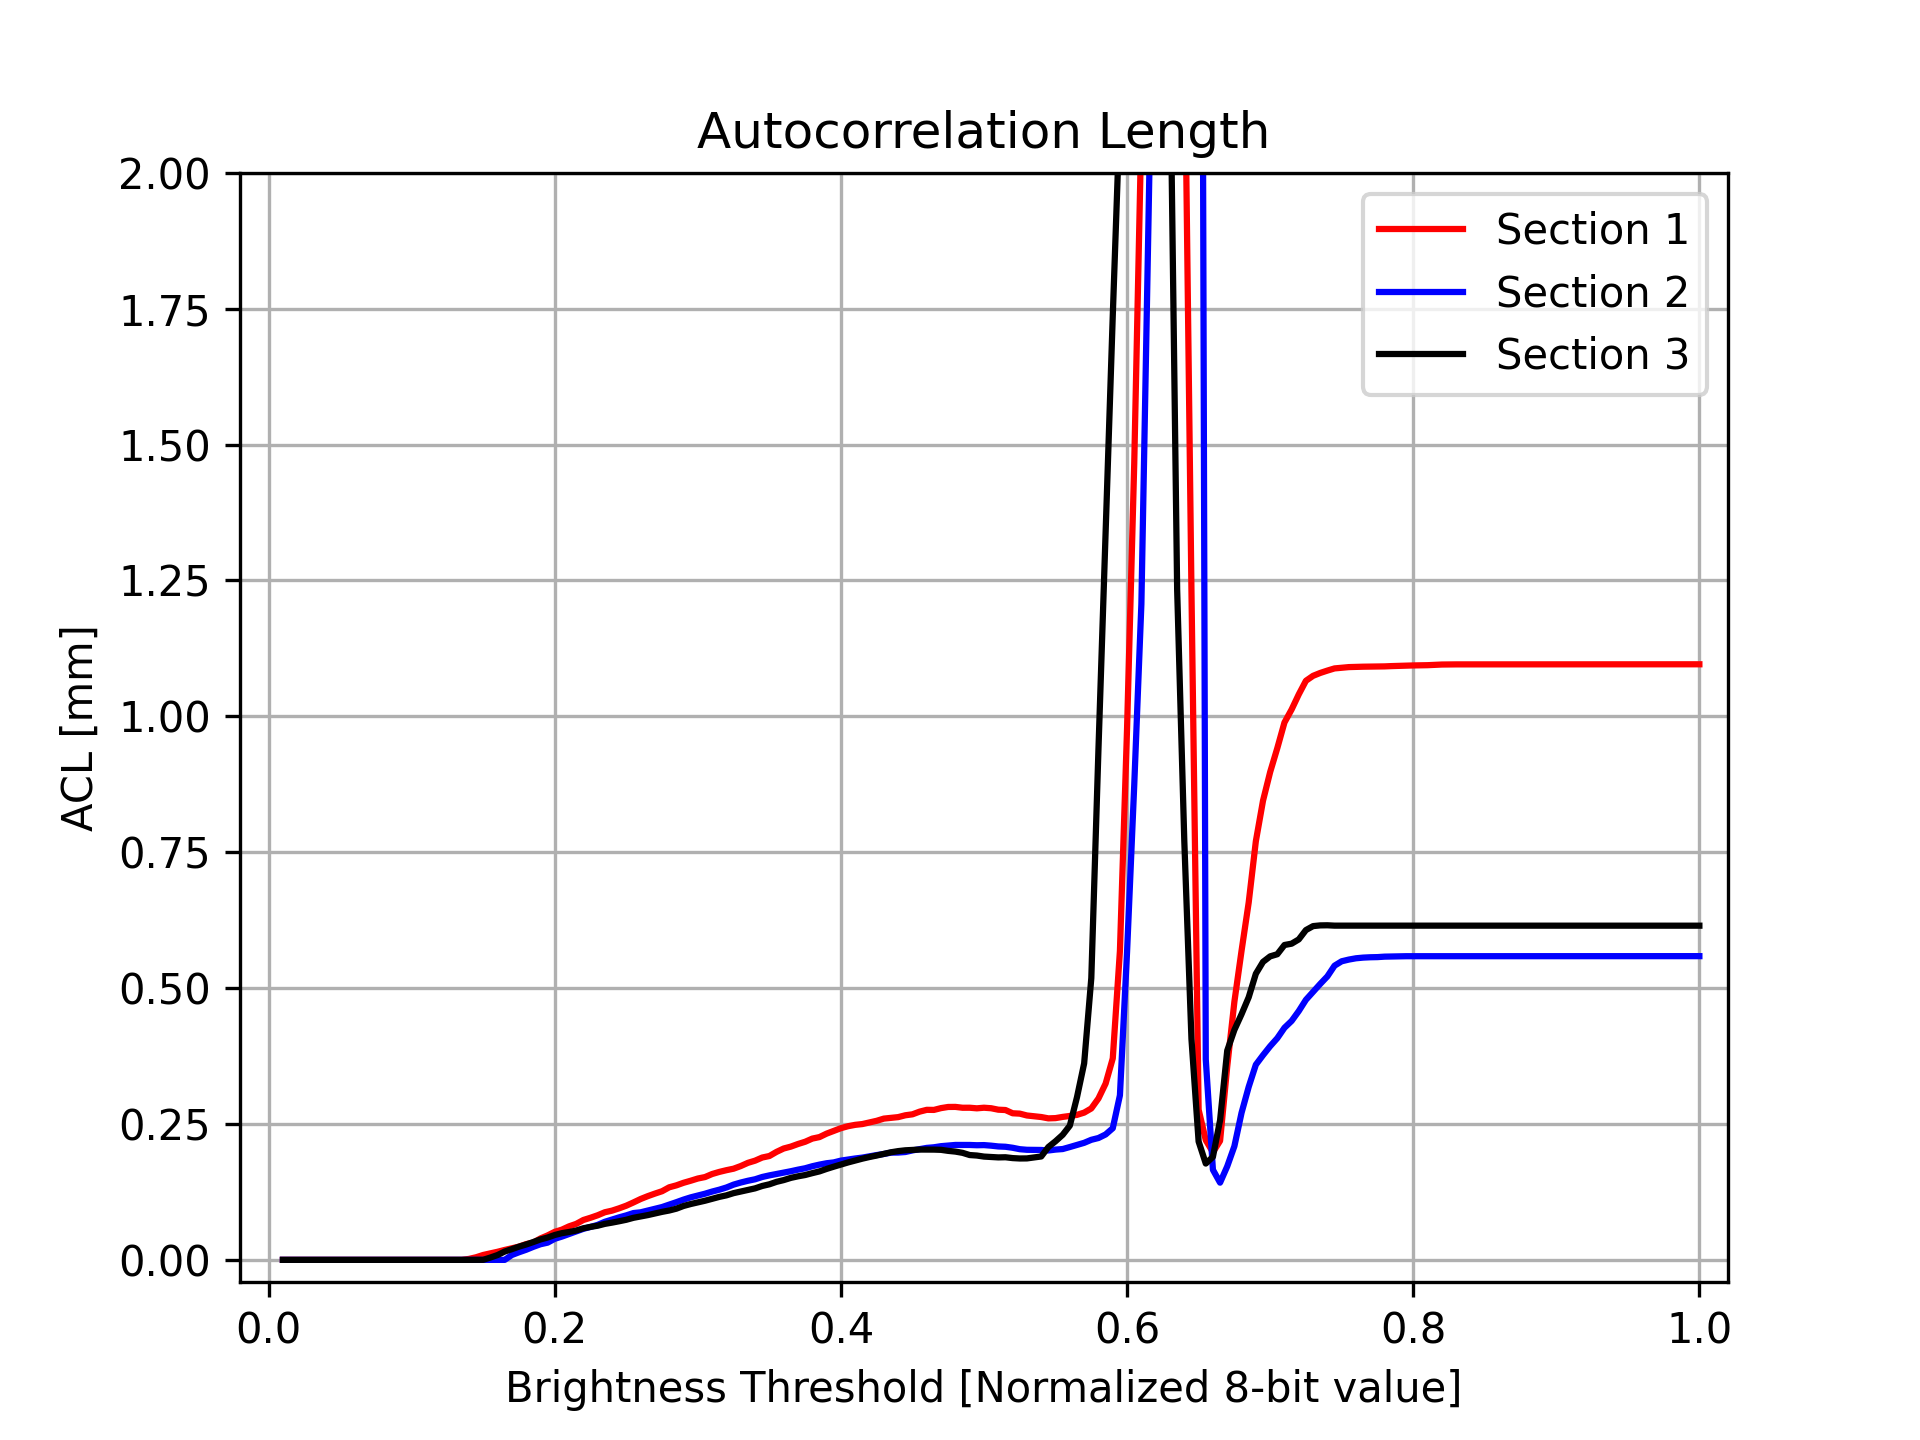 Autocorrelation Length
2.00
1.75
1.50
1.25
1.00
0.75
0.50
0.25
0.00
ACL [mm]
Section 1
Section 2
Section 3
0.0 0.2 0.4 0.6 0.8 1.0
Brightness Threshold [Normalized 8-bit value]